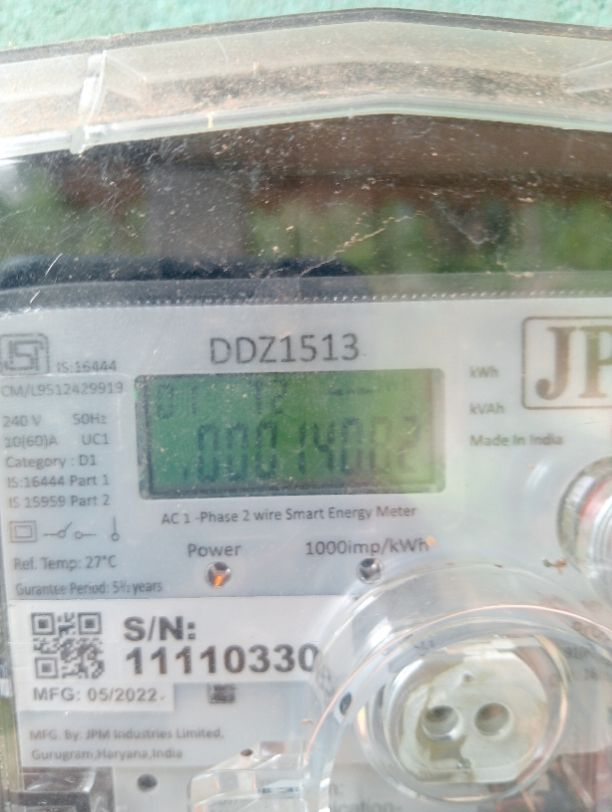 DDZ1513
IS:16444
CM/L9512429919
240 V 50Hz
10(60)A UC1
Category : D1
IS:16444 Part 1
IS 15959 Part 2
kWh
kVAh
Made In India
JP
AC 1 -Phase 2 wire Smart Energy Meter
Ref. Temp: 27°C
Power
1000imp/kWh
Gurantee Period: 5½ years
S/N:
11110330
MFG: 05/2022
MFG. By: JPM Industries Limited,
Gurugram,Haryana,India